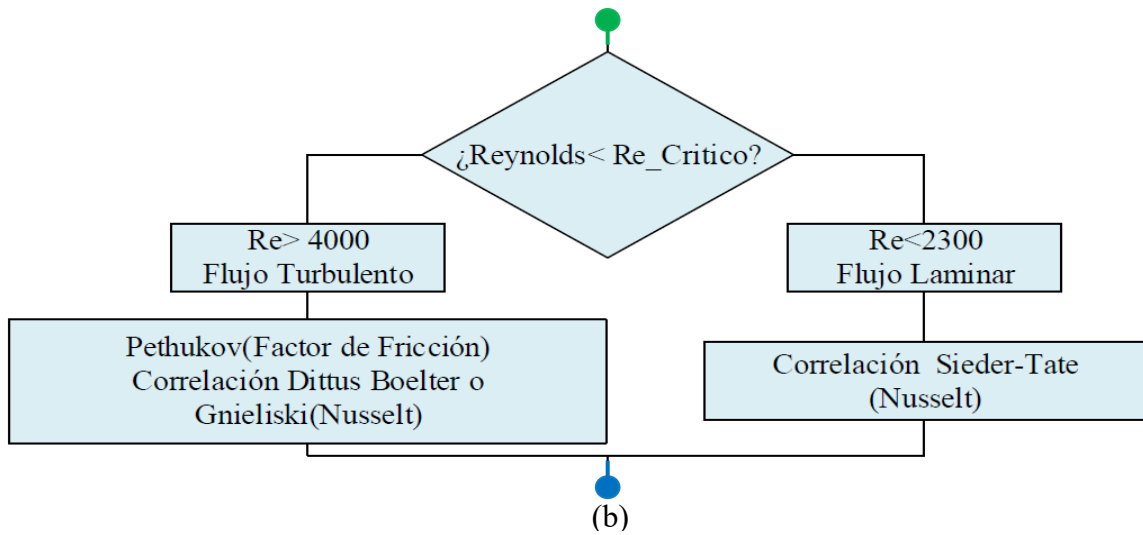 ¿Reynolds< Re_Critico?
Re> 4000
Flujo Turbulento
Pethukov(Factor de Fricción)
Correlación Dittus Boelter o
Gnieliski(Nusselt)
Re<2300
Flujo Laminar
Correlación Sieder-Tate
(Nusselt)
(b)